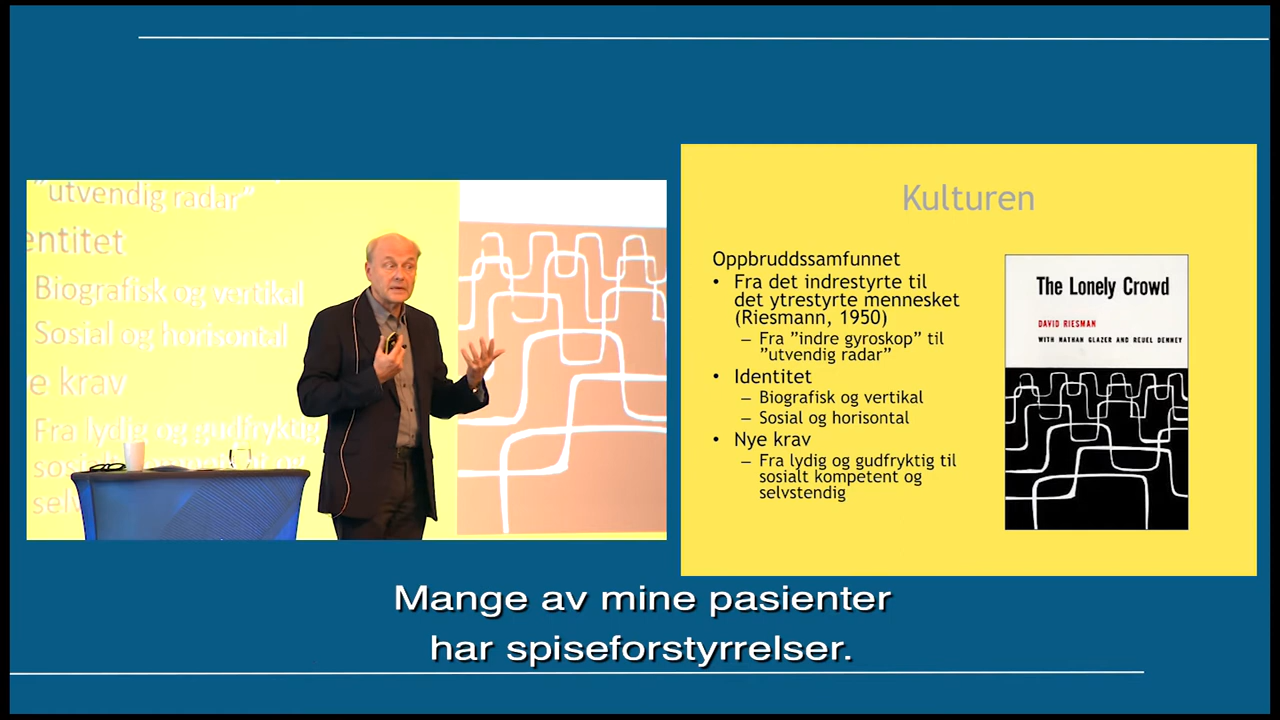 "utvendig radar"
entitet
Biografisk og vertikal
Sosial og horisontal
e krav
Fra lydig og gudfryktig
selv
Kulturen
Oppbruddssamfunnet
• Fra det indrestyrte til
det ytrestyrte mennesket
(Riesmann, 1950)
– Fra ”indre gyroskop” til
”utvendig radar”
• Identitet
– Biografisk og vertikal
– Sosial og horisontal
• Nye krav
– Fra lydig og gudfryktig til
sosialt kompetent og
selvstendig
The Lonely Crowd
DAVID RIESMAN
WITH NATHAN GLAZER AND REUEL DENNEY
Mange av mine pasienter
har spiseforstyrrelser.